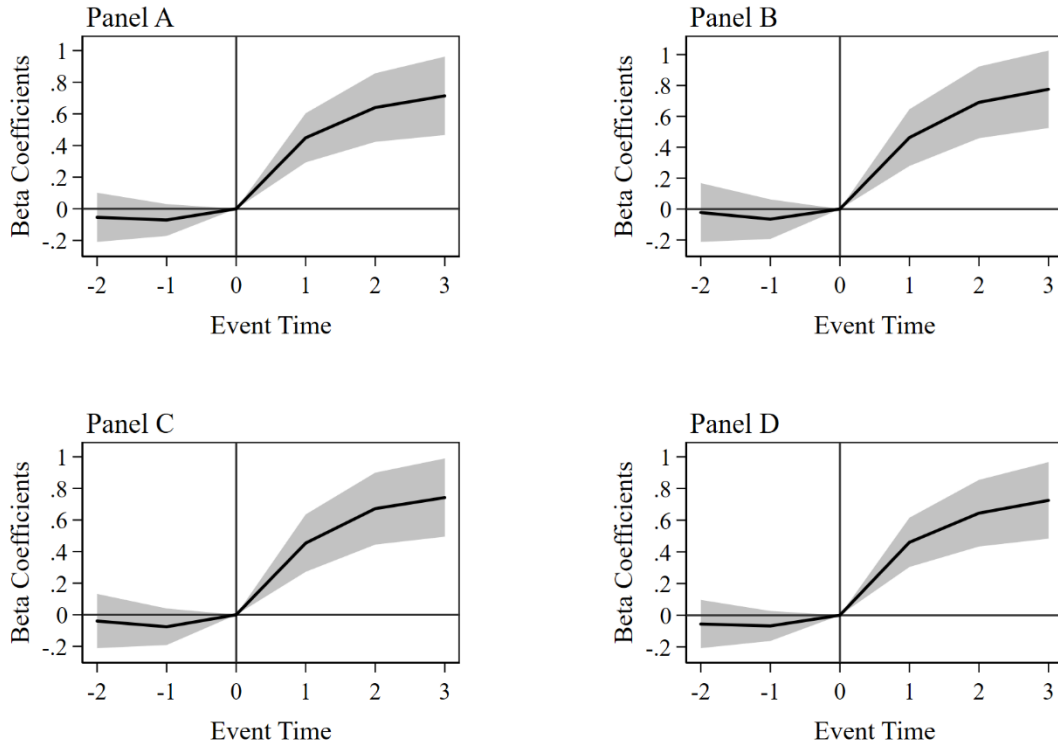 Panel A
Beta Coefficients
1
.8
.6
.4
.2
0
-.2
-2 -1 0 1 2 3
Event Time
Panel B
Beta Coefficients
1
.8
.6
.4
.2
0
-.2
-2 -1 0 1 2 3
Event Time
Panel C
Beta Coefficients
1
.8
.6
.4
.2
0
-.2
-2 -1 0 1 2 3
Event Time
Panel D
Beta Coefficients
1
.8
.6
.4
.2
0
-.2
-2 -1 0 1 2 3
Event Time